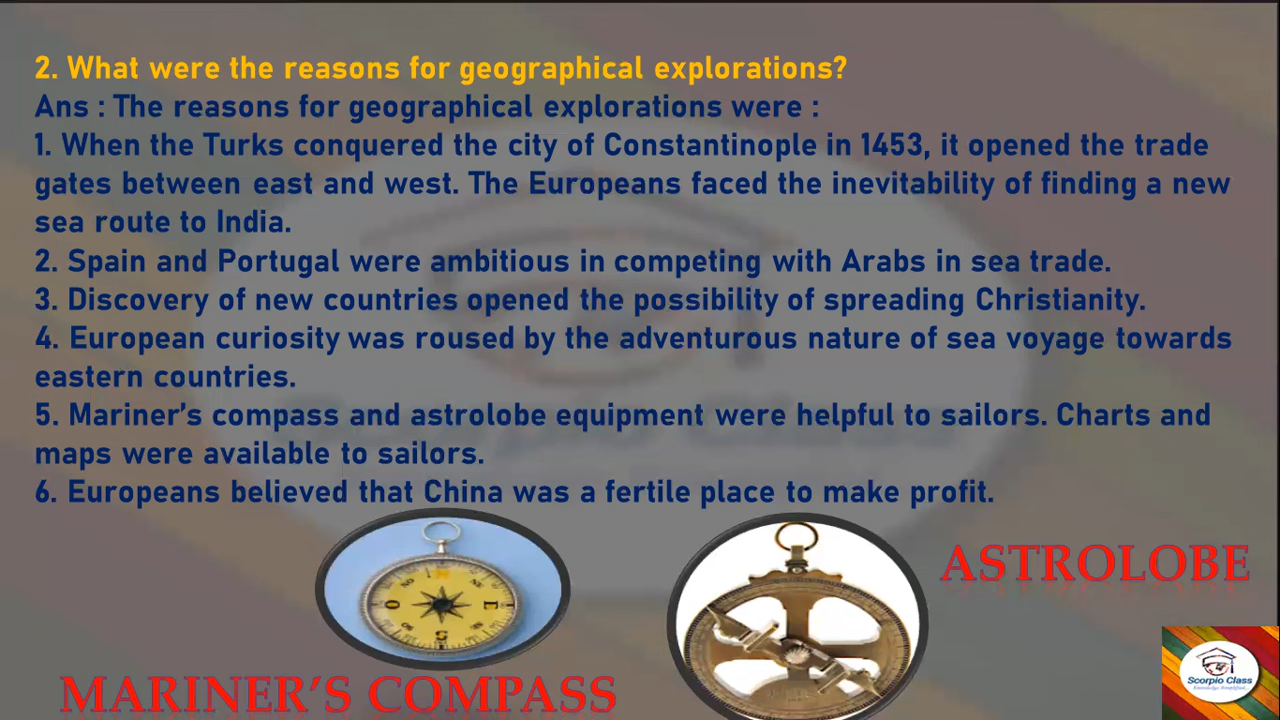 2. What were the reasons for geographical explorations?
Ans : The reasons for geographical explorations were :
1. When the Turks conquered the city of Constantinople in 1453, it opened the trade
gates between east and west. The Europeans faced the inevitability of finding a new
sea route to India.
2. Spain and Portugal were ambitious in competing with Arabs in sea trade.
3. Discovery of new countries opened the possibility of spreading Christianity.
4. European curiosity was roused by the adventurous nature of sea voyage towards
eastern countries.
5. Mariner's compass and astrolobe equipment were helpful to sailors. Charts and
maps were available to sailors.
6. Europeans believed that China was a fertile place to make profit.
ASTROLOBE
MARINER'S COMPASS
Scorpio Class